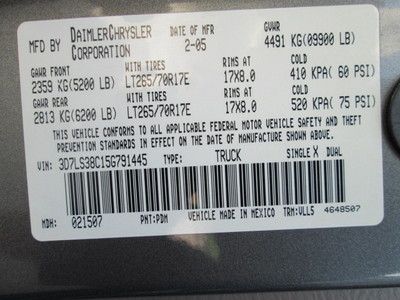 MFD BY DAIMLERCHRYSLER CORPORATION DATE OF MFR 2-05 GVWR 4491 KG(09900 LB)
GAWR FRONT WITH TIRES RIMS AT COLD
2359 KG(5200 LB) LT265/70R17E 17X8.0 410 KPA( 60 PSI)
GAWR REAR WITH TIRES RIMS AT COLD
2813 KG(6200 LB) LT265/70R17E 17X8.0 520 KPA( 75 PSI)
THIS VEHICLE CONFORMS TO ALL APPLICABLE FEDERAL MOTOR VEHICLE SAFETY
STANDARDS IN EFFECT ON THE DATE OF MANUFACTURE SHOWN ABOVE.
VIN: 3D7LS38C15G791445 TYPE: TRUCK SINGLE X DUAL
MDH: 021507 PNT:PDM VEHICLE MADE IN MEXICO TRM:VLL5 4648507